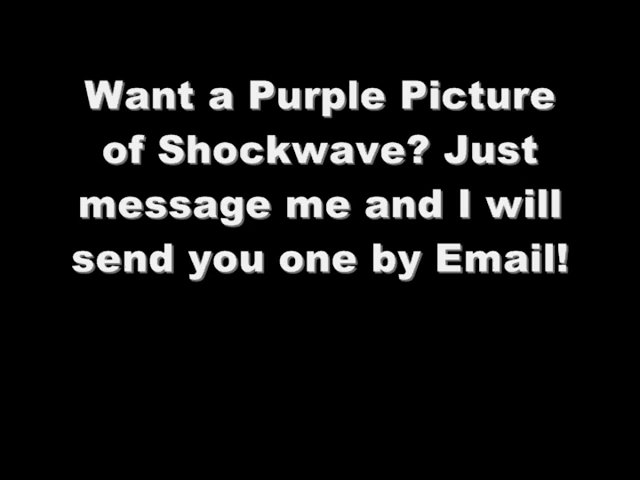 Want a Purple Picture
of Shockwave? Just
message me and I will
send you one by Email!